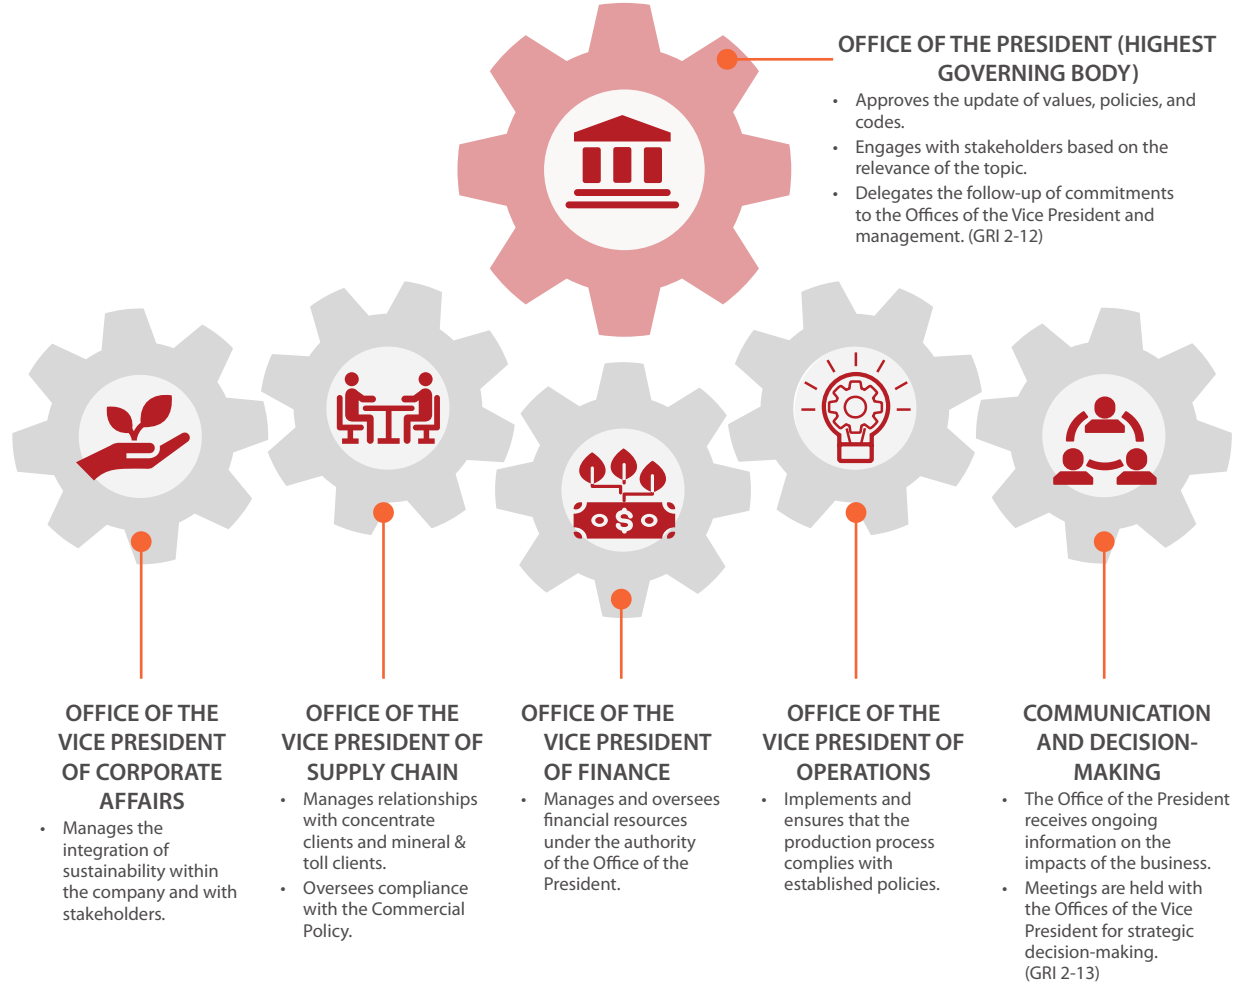 OFFICE OF THE PRESIDENT (HIGHEST
GOVERNING BODY)
• Approves the update of values, policies, and
codes.
• Engages with stakeholders based on the
relevance of the topic.
• Delegates the follow-up of commitments
to the Offices of the Vice President and
management. (GRI 2-12)
$
OFFICE OF THE
VICE PRESIDENT
OF CORPORATE
AFFAIRS
• Manages the
integration of
sustainability within
the company and with
stakeholders.
OFFICE OF THE
VICE PRESIDENT OF
SUPPLY CHAIN
• Manages relationships
with concentrate
clients and mineral &
toll clients.
• Oversees compliance
with the Commercial
Policy.
OFFICE OF THE
VICE PRESIDENT
OF FINANCE
• Manages and oversees
financial resources
under the authority
of the Office of the
President.
OFFICE OF THE
VICE PRESIDENT OF
OPERATIONS
• Implements and
ensures that the
production process
complies with
established policies.
COMMUNICATION
AND DECISION-
MAKING
• The Office of the President
receives ongoing
information on the
impacts of the business.
• Meetings are held with
the Offices of the Vice
President for strategic
decision-making.
(GRI 2-13)